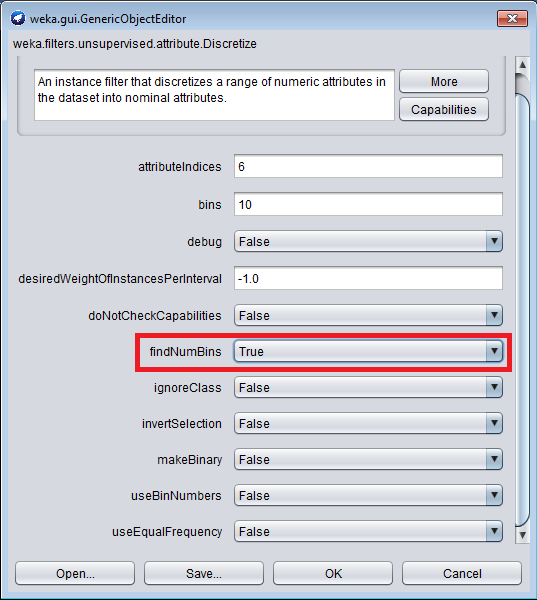 weka.gui.GenericObjectEditor
weka.filters.unsupervised.attribute.Discretize
An instance filter that discretizes a range of numeric attributes in
the dataset into nominal attributes.
More
Capabilities
attributeIndices 6
bins 10
debug False
desiredWeightOfInstancesPerInterval -1.0
doNotCheckCapabilities False
findNumBins True
ignoreClass False
invertSelection False
makeBinary False
useBinNumbers False
useEqualFrequency False
Open... Save... OK Cancel